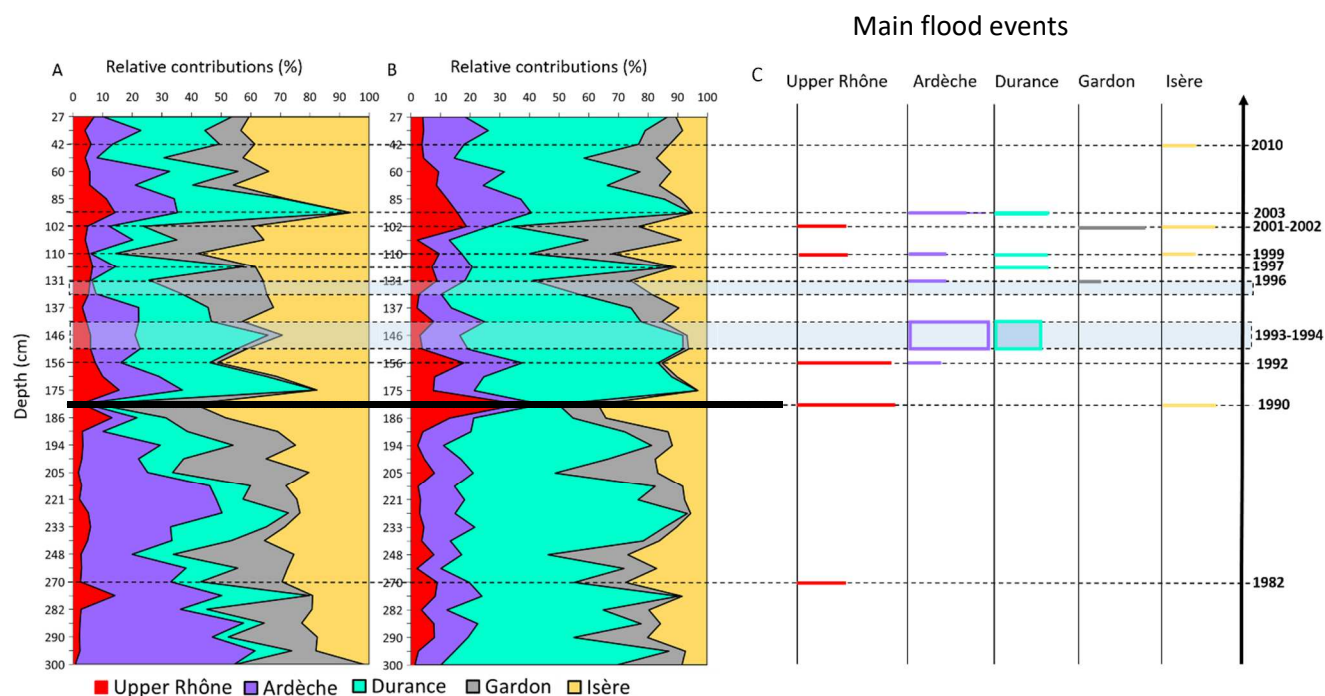 Main flood events
A Relative contributions (%) B Relative contributions (%) C Upper Rhône Ardèche Durance Gardon Isère
0 10 20 30 40 50 60 70 80 90 100 0 10 20 30 40 50 60 70 80 90 100
Depth (cm)
27 27
42 42 2010
60 60
85 85
2003
102 102 2001-2002
110 110 1999
1997
131 131 1996
137 137
146 146 1993-1994
156 156 1992
175 175
1990
186 186
194 194
205 205
221 221
233 233
248 248
270 270 1982
282 282
290 290
300 300
Upper Rhône Ardèche Durance Gardon Isère